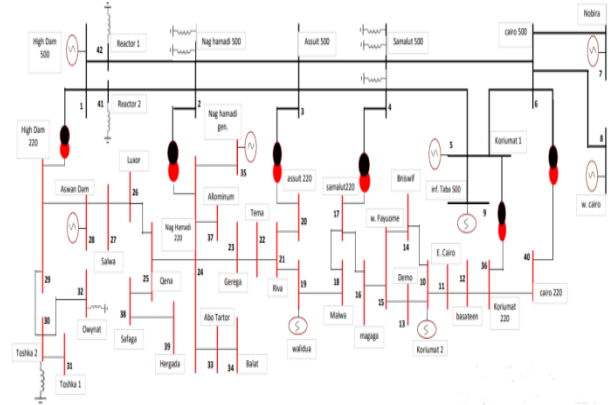 High Dam
500
Reactor 1
42
Nag hamadi 500
Assuit 500
Samalut 500
cairo 500
Nobira
7
41
Reactor 2
1
2
3
4
6
High Dam
220
Nag hamadi
gen.
35
5
Koriumat 1
8
w. cairo
inf. Taba 500
9
Luxor
26
Aswan Dam
28
27
Salwa
Allominum
37
Nag Hamadi
220
Tema
23
22
Gerega
assuit 220
20
21
Riva
19
walidua
samalut220
17
18
Malwa
16
magaga
Bniswif
w. Fayuome
14
15
Demo
13
10
Koriumat 2
E. Cairo
11
12
basateen
36
Koriumat
220
40
cairo 220
29
32
Owynat
30
Toshka 2
31
Toshka 1
25
Qena
24
38
Safaga
39
Hergada
Abo Tartor
33
34
Balat